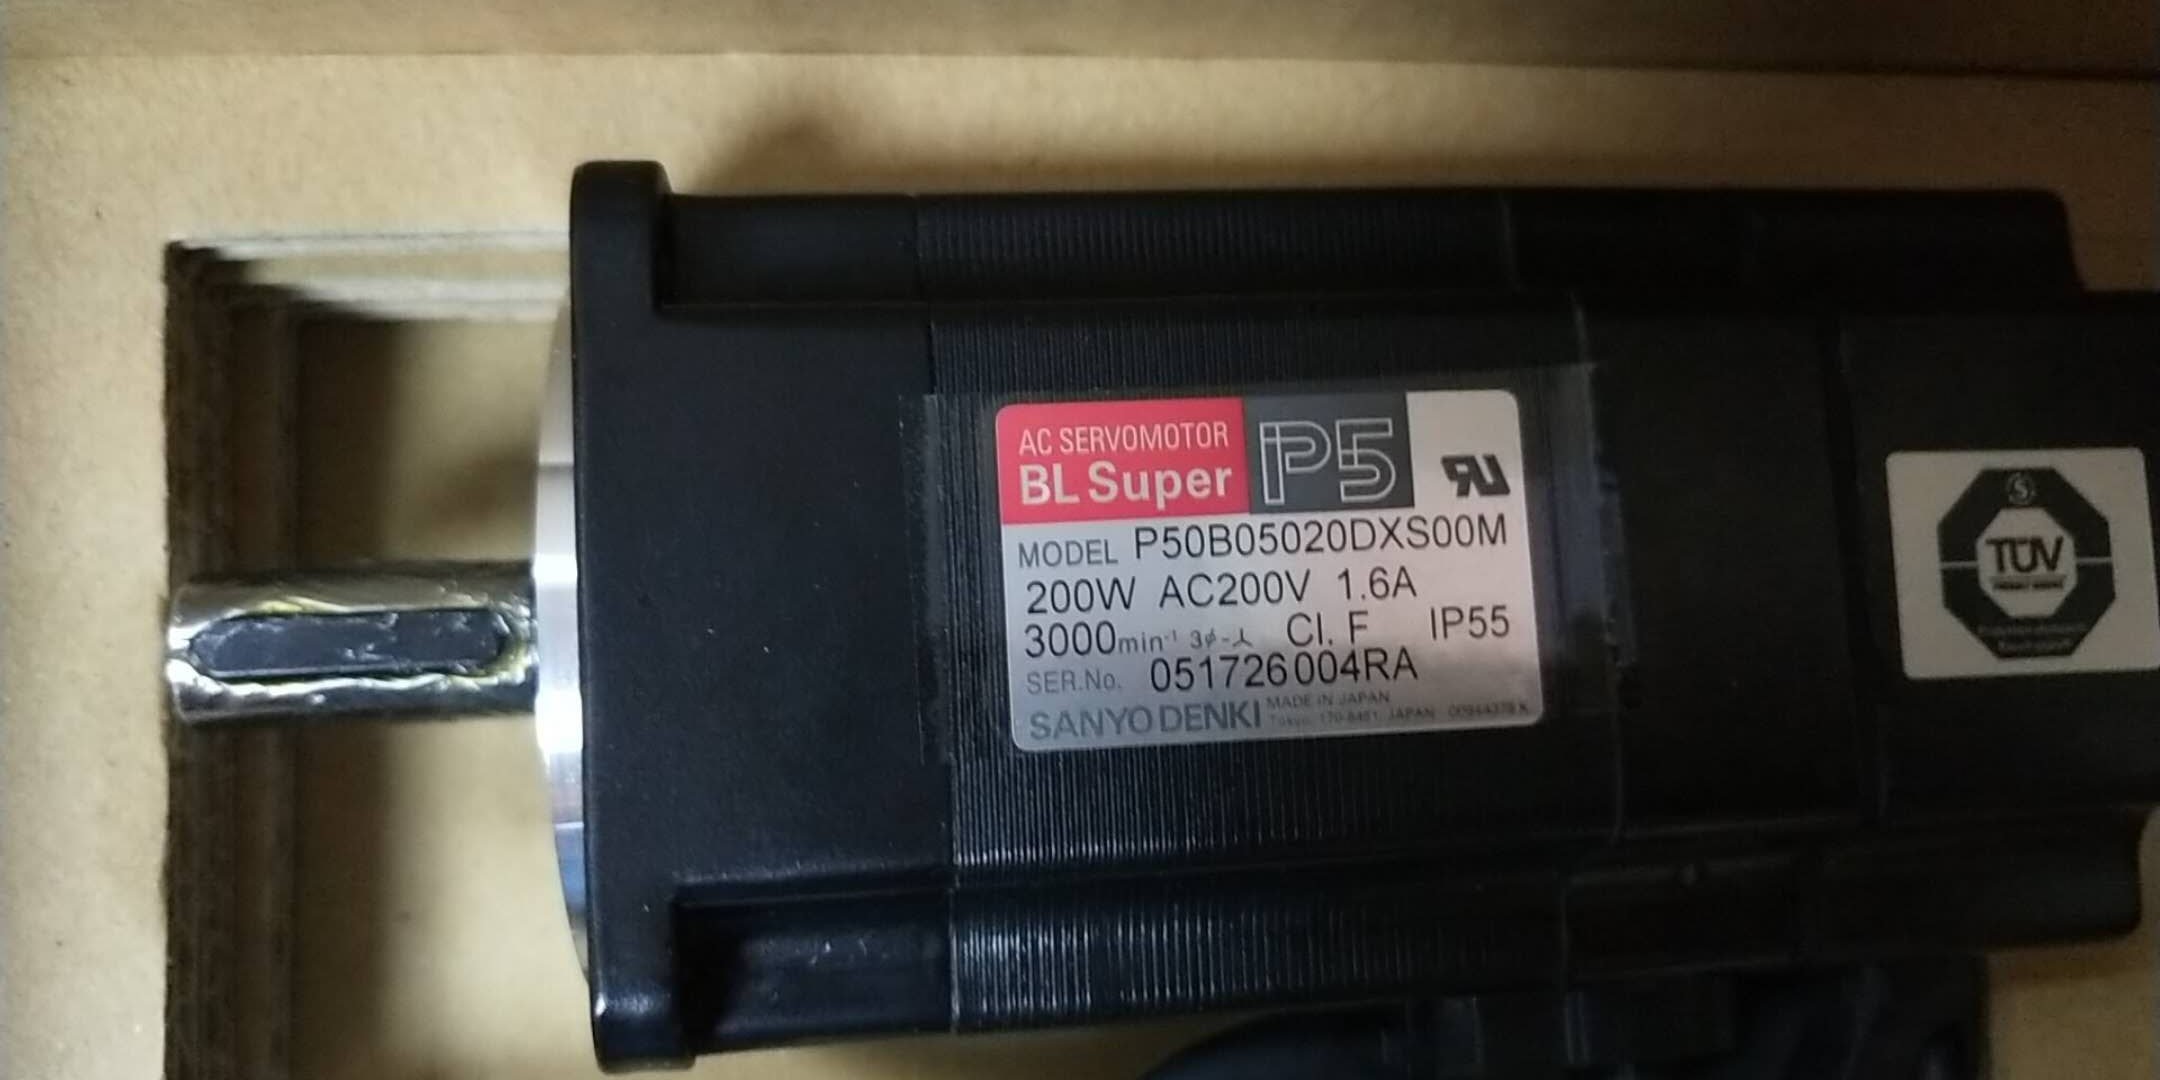 AC SERVOMOTOR
BL Super
P5
MODEL P50B05020DXS00M
200W AC200V 1.6A
3000min⁻¹ 3φ-人 CI. F IP55
SER.No. 051726004RA
SANYO DENKI MADE IN JAPAN
TÜV